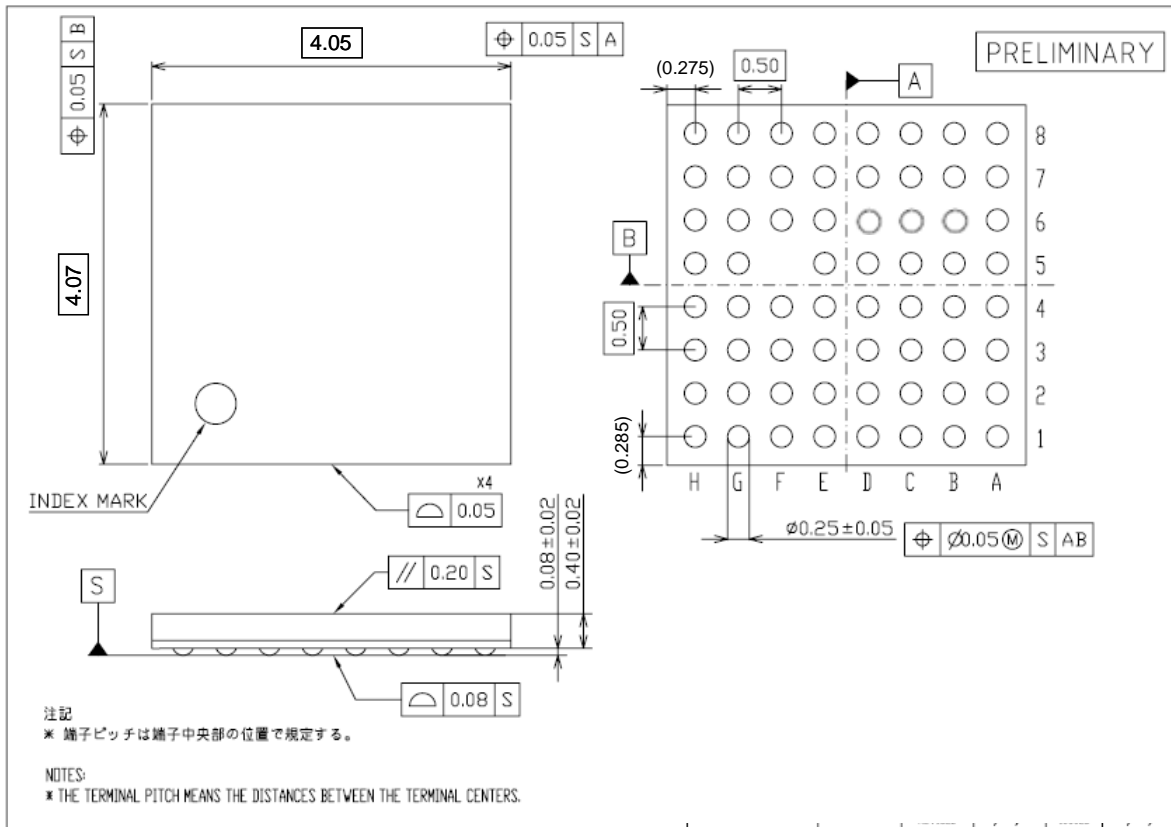 4.05
⌖ 0.05 S A
⌖ 0.05 S B
4.07
INDEX MARK
x4
⌓ 0.05
PRELIMINARY
(0.275)
0.50
A
8
7
6
5
4
3
2
1
B
0.50
(0.285)
H G F E D C B A
ø0.25±0.05
⌖ Ø0.05 Ⓜ S AB
S
// 0.20 S
0.08±0.02
0.40±0.02
⌓ 0.08 S
注記
* 端子ピッチは端子中央部の位置で規定する。
NOTES:
* THE TERMINAL PITCH MEANS THE DISTANCES BETWEEN THE TERMINAL CENTERS.